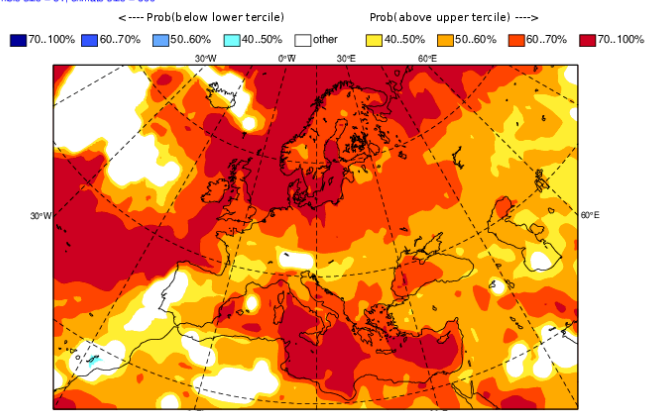 <---- Prob(below lower tercile) Prob(above upper tercile) ---->
70..100% 60..70% 50..60% 40..50% other 40..50% 50..60% 60..70% 70..100%
30°W 0°W 30°E 60°E
30°W 60°E